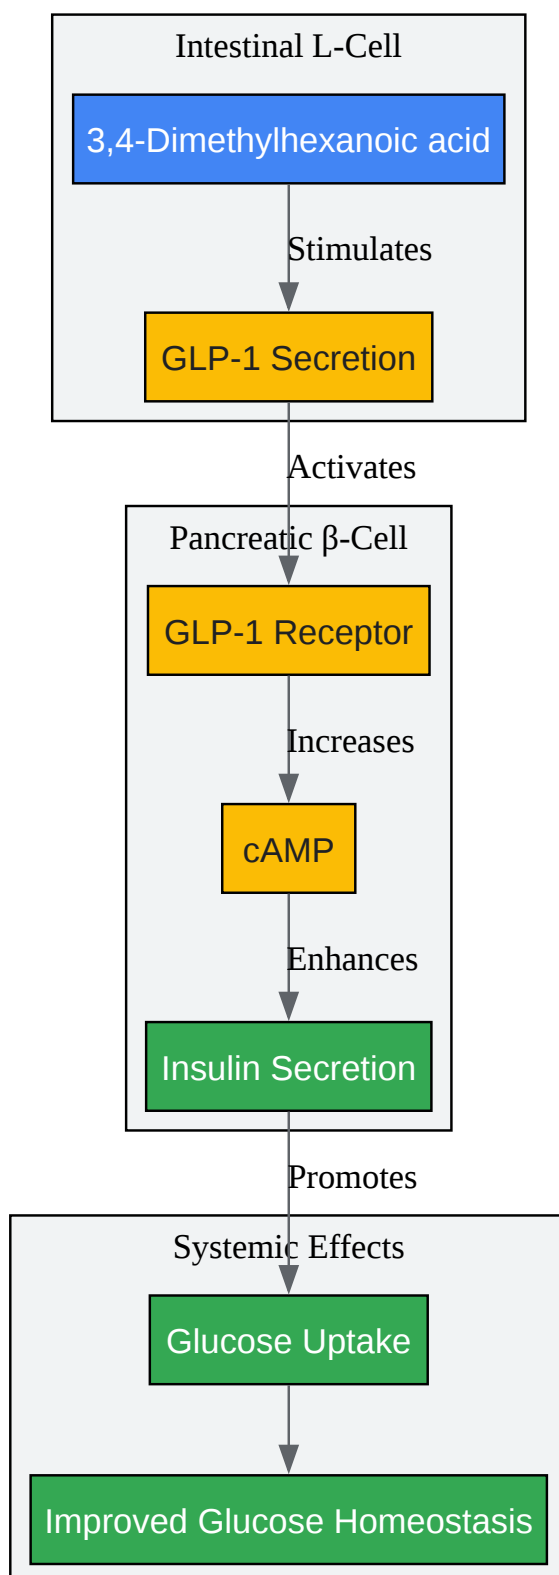 Intestinal L-Cell
3,4-Dimethylhexanoic acid
Stimulates
GLP-1 Secretion
Activates
Pancreatic β-Cell
GLP-1 Receptor
Increases
cAMP
Enhances
Insulin Secretion
Promotes
Systemic Effects
Glucose Uptake
Improved Glucose Homeostasis